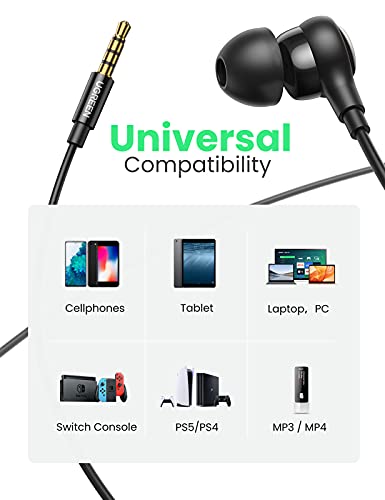 UGREEN
Universal
Compatibility
Cellphones
Tablet
Laptop, PC
Switch Console
PS5/PS4
MP3 / MP4